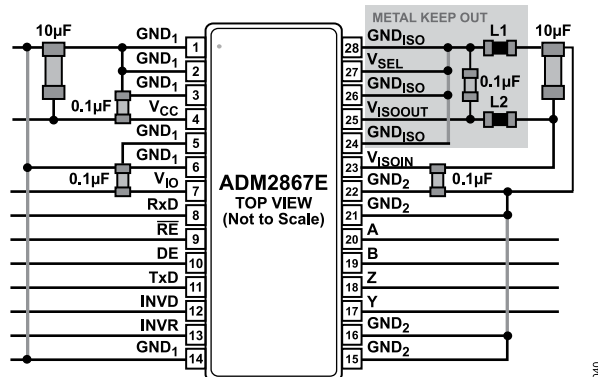 METAL KEEP OUT
10µF
GND1
1
28
GNDISO
L1
10µF
GND1
2
27
VSEL
GND1
3
26
GNDISO
0.1µF
0.1µF
VCC
4
25
VISOOUT
L2
GND1
5
24
GNDISO
GND1
6
23
VISOIN
0.1µF
VIO
7
22
GND2
0.1µF
ADM2867E
TOP VIEW
(Not to Scale)
RxD
8
21
GND2
RE
9
20
A
DE
10
19
B
TxD
11
18
Z
INVD
12
17
Y
INVR
13
16
GND2
GND1
14
15
GND2
040